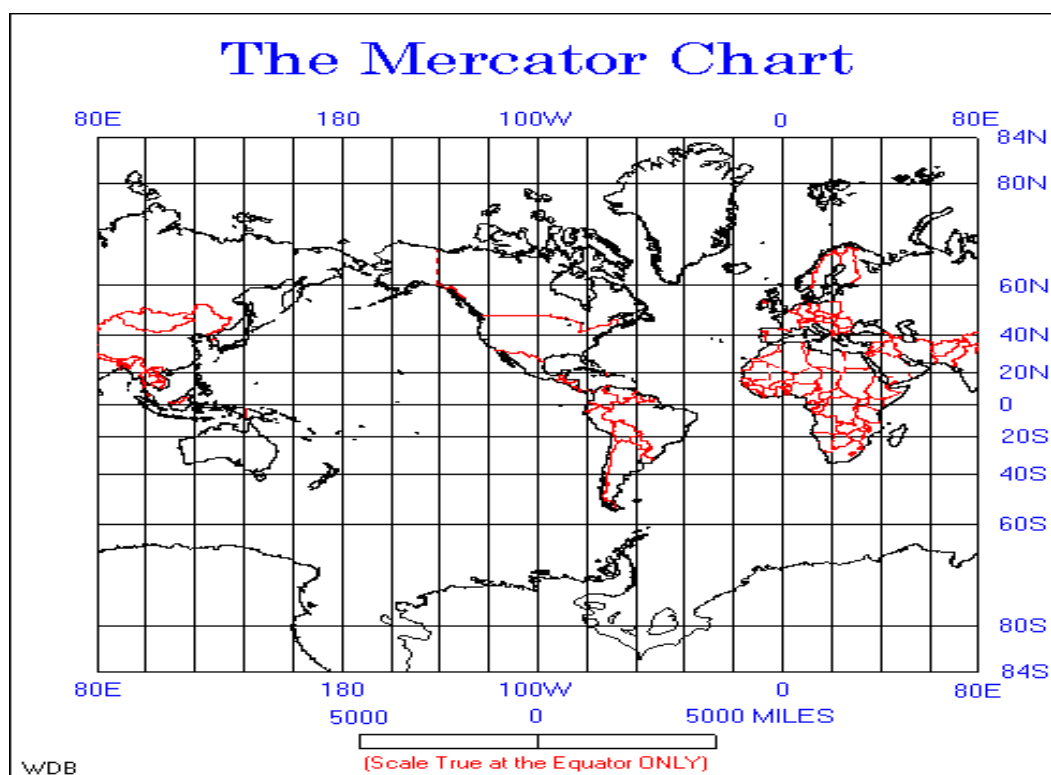 The Mercator Chart
80E 180 100W 0 80E
84N
80N
60N
40N
20N
0
20S
40S
60S
80S
84S
80E 180 100W 0 80E
5000 0 5000 MILES
(Scale True at the Equator ONLY)
WDB